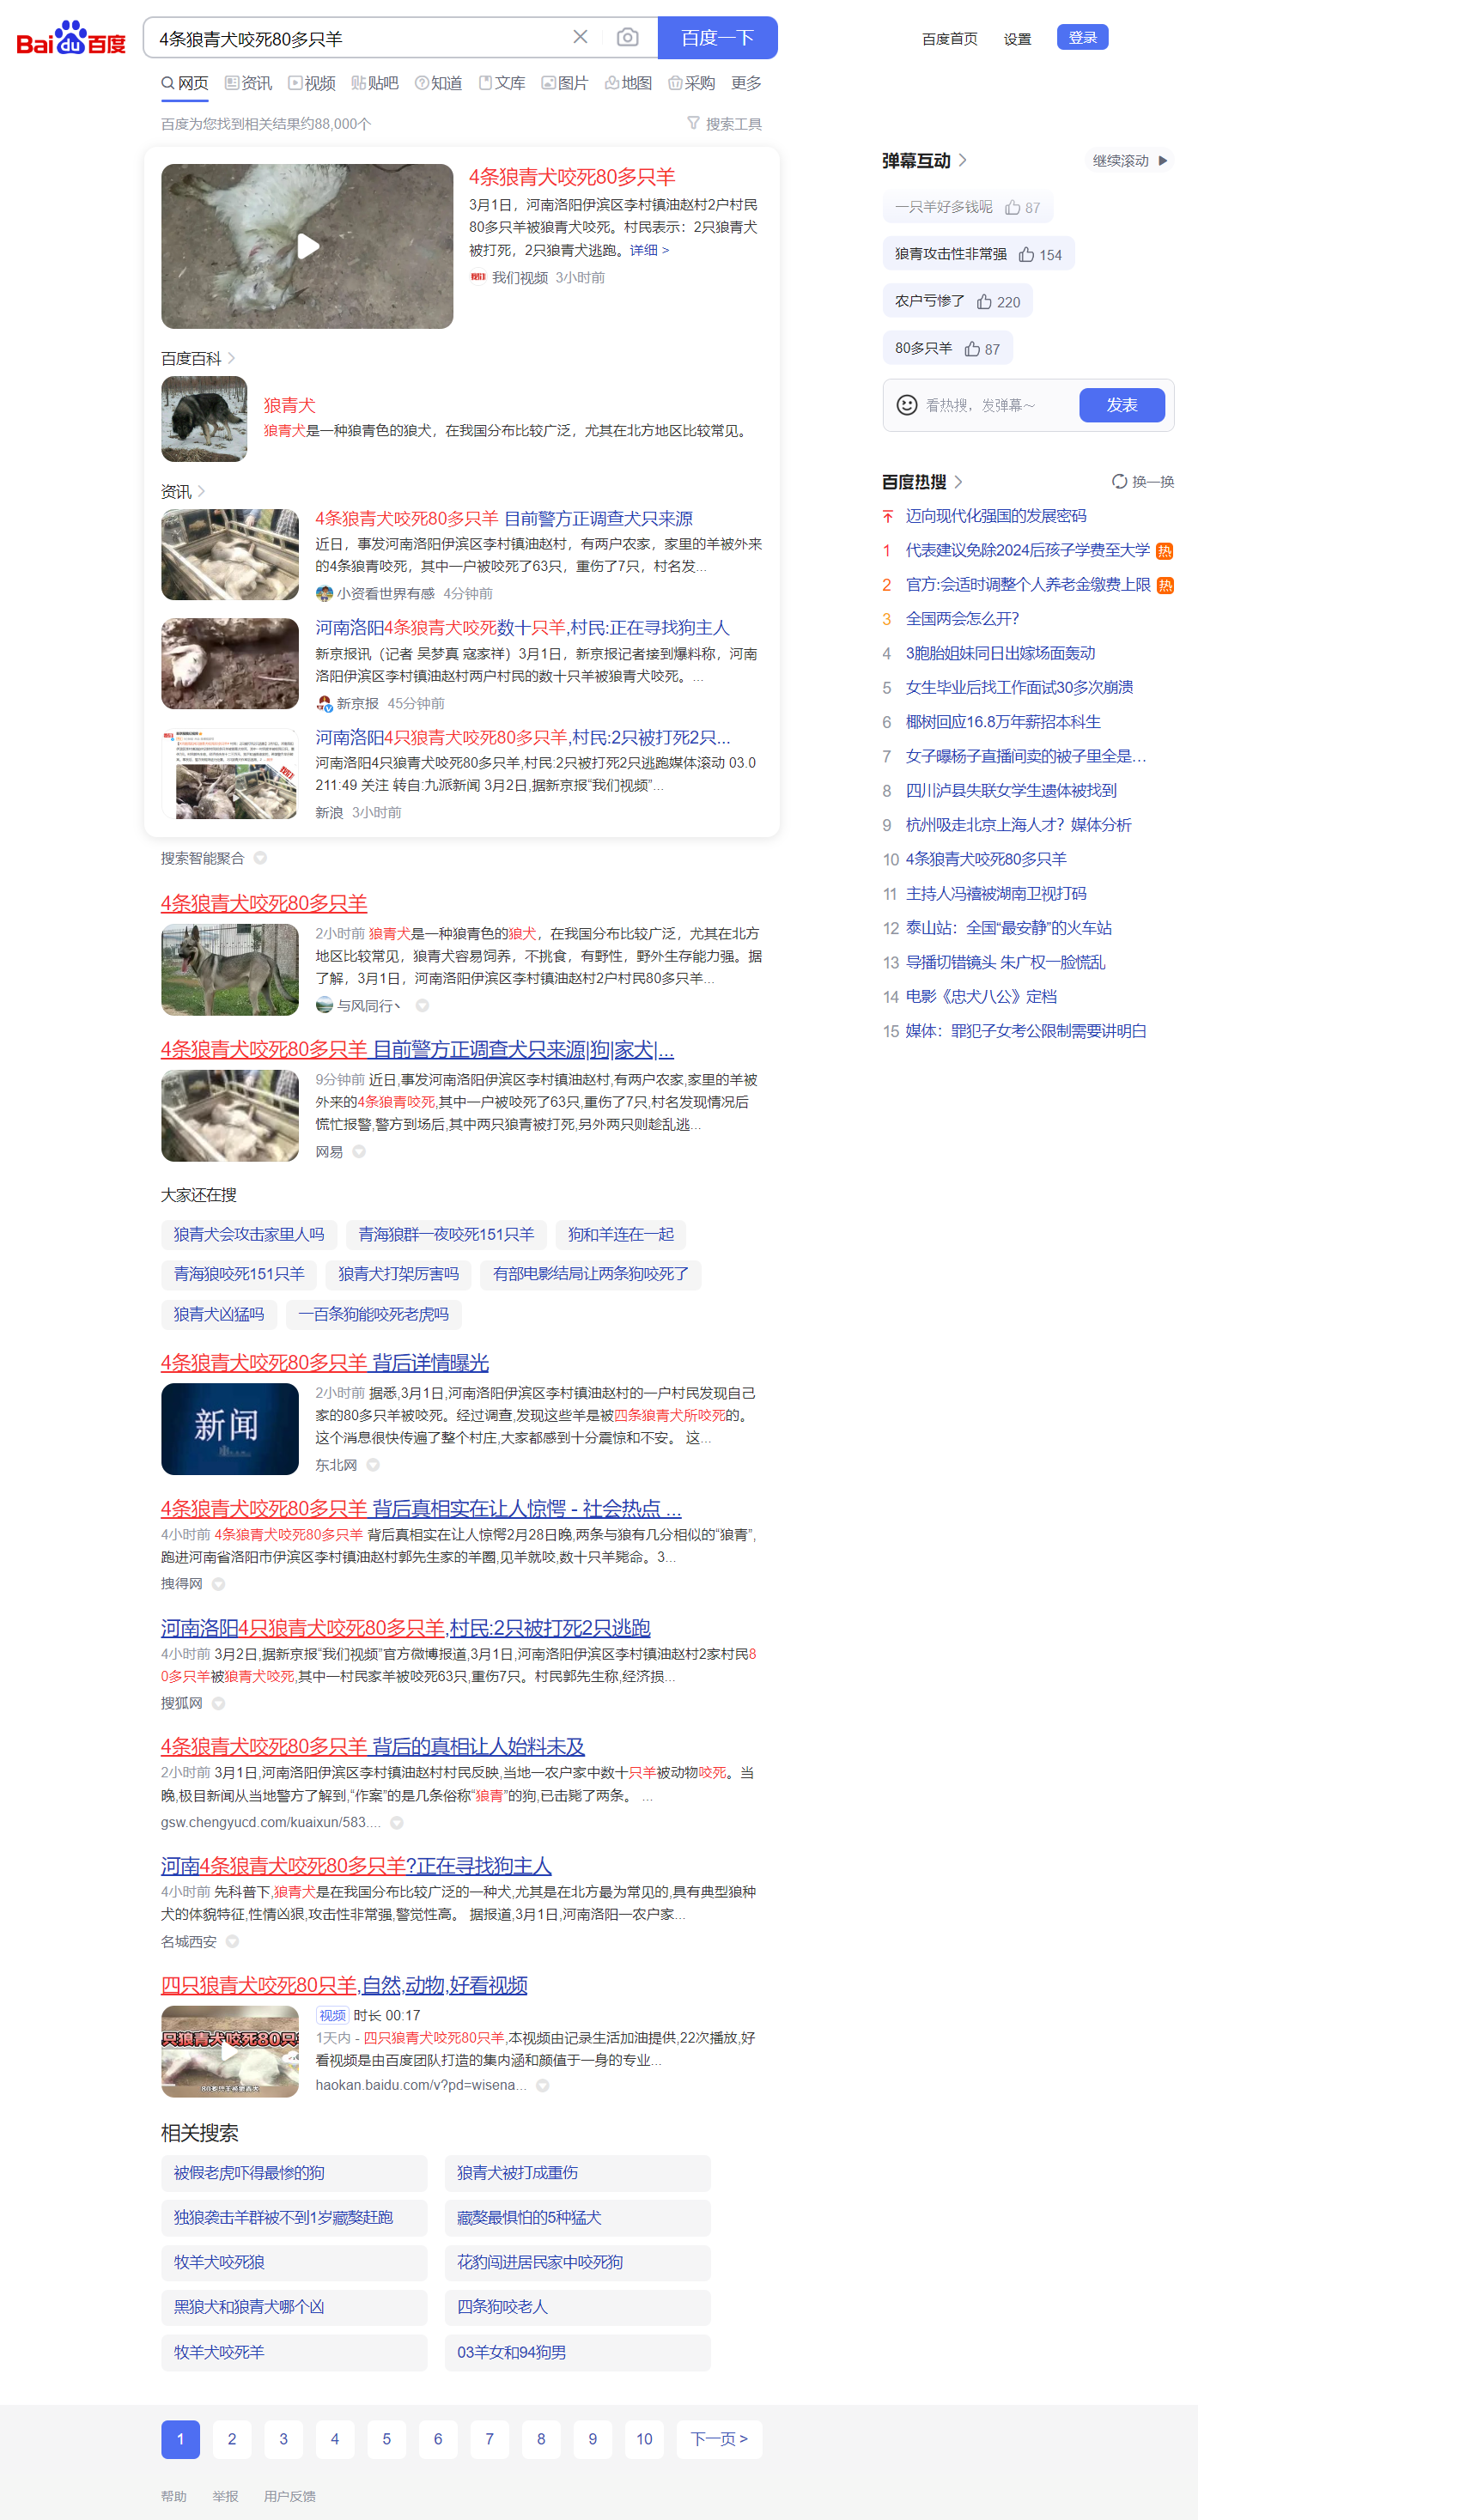 Bai du 百度
4条狼青犬咬死80多只羊
百度一下
百度首页 设置 登录
网页 资讯 视频 贴吧 知道 文库 图片 地图 采购 更多
百度为您找到相关结果约88,000个 搜索工具
4条狼青犬咬死80多只羊
3月1日，河南洛阳伊滨区李村镇油赵村2户村民
80多只羊被狼青犬咬死。村民表示：2只狼青犬
被打死，2只狼青犬逃跑。详细 >
我们视频 3小时前
百度百科
狼青犬
狼青犬是一种狼青色的狼犬，在我国分布比较广泛，尤其在北方地区比较常见。
资讯
4条狼青犬咬死80多只羊 目前警方正调查犬只来源
近日，事发河南洛阳伊滨区李村镇油赵村，有两户农家，家里的羊被外来
的4条狼青咬死，其中一户被咬死了63只，重伤了7只，村名发...
小资看世界有感 4分钟前
河南洛阳4条狼青犬咬死数十只羊,村民:正在寻找狗主人
新京报讯（记者 吴梦真 寇家祥）3月1日，新京报记者接到爆料称，河南
洛阳伊滨区李村镇油赵村两户村民的数十只羊被狼青犬咬死。...
新京报 45分钟前
河南洛阳4只狼青犬咬死80多只羊,村民:2只被打死2只...
河南洛阳4只狼青犬咬死80多只羊,村民:2只被打死2只逃跑媒体滚动 03.0
211:49 关注 转自:九派新闻 3月2日,据新京报“我们视频”...
新浪 3小时前
搜索智能聚合
4条狼青犬咬死80多只羊
2小时前 狼青犬是一种狼青色的狼犬，在我国分布比较广泛，尤其在北方
地区比较常见，狼青犬容易饲养，不挑食，有野性，野外生存能力强。据
了解，3月1日，河南洛阳伊滨区李村镇油赵村2户村民80多只羊...
与风同行丶
4条狼青犬咬死80多只羊 目前警方正调查犬只来源|狗|家犬|...
9分钟前 近日,事发河南洛阳伊滨区李村镇油赵村,有两户农家,家里的羊被
外来的4条狼青咬死,其中一户被咬死了63只,重伤了7只,村名发现情况后
慌忙报警,警方到场后,其中两只狼青被打死,另外两只则趁乱逃...
网易
大家还在搜
狼青犬会攻击家里人吗 青海狼群一夜咬死151只羊 狗和羊连在一起
青海狼咬死151只羊 狼青犬打架厉害吗 有部电影结局让两条狗咬死了
狼青犬凶猛吗 一百条狗能咬死老虎吗
4条狼青犬咬死80多只羊 背后详情曝光
新闻
2小时前 据悉,3月1日,河南洛阳伊滨区李村镇油赵村的一户村民发现自己
家的80多只羊被咬死。经过调查,发现这些羊是被四条狼青犬所咬死的。
这个消息很快传遍了整个村庄,大家都感到十分震惊和不安。 这...
东北网
4条狼青犬咬死80多只羊 背后真相实在让人惊愕 - 社会热点 ...
4小时前 4条狼青犬咬死80多只羊 背后真相实在让人惊愕2月28日晚,两条与狼有几分相似的“狼青”,
跑进河南省洛阳市伊滨区李村镇油赵村郭先生家的羊圈,见羊就咬,数十只羊毙命。3...
拽得网
河南洛阳4只狼青犬咬死80多只羊,村民:2只被打死2只逃跑
4小时前 3月2日,据新京报“我们视频”官方微博报道,3月1日,河南洛阳伊滨区李村镇油赵村2家村民8
0多只羊被狼青犬咬死,其中一村民家羊被咬死63只,重伤7只。村民郭先生称,经济损...
搜狐网
4条狼青犬咬死80多只羊 背后的真相让人始料未及
2小时前 3月1日,河南洛阳伊滨区李村镇油赵村村民反映,当地一农户家中数十只羊被动物咬死。当
晚,极目新闻从当地警方了解到,“作案”的是几条俗称“狼青”的狗,已击毙了两条。 ...
gsw.chengyucd.com/kuaixun/583....
河南4条狼青犬咬死80多只羊?正在寻找狗主人
4小时前 先科普下,狼青犬是在我国分布比较广泛的一种犬,尤其是在北方最为常见的,具有典型狼种
犬的体貌特征,性情凶狠,攻击性非常强,警觉性高。 据报道,3月1日,河南洛阳一农户家...
名城西安
四只狼青犬咬死80只羊,自然,动物,好看视频
只狼青犬咬死80只
视频 时长 00:17
1天内 - 四只狼青犬咬死80只羊,本视频由记录生活加油提供,22次播放,好
看视频是由百度团队打造的集内涵和颜值于一身的专业...
haokan.baidu.com/v?pd=wisena...
相关搜索
被假老虎吓得最惨的狗 狼青犬被打成重伤
独狼袭击羊群被不到1岁藏獒赶跑 藏獒最惧怕的5种猛犬
牧羊犬咬死狼 花豹闯进居民家中咬死狗
黑狼犬和狼青犬哪个凶 四条狗咬老人
牧羊犬咬死羊 03羊女和94狗男
1 2 3 4 5 6 7 8 9 10 下一页 >
帮助 举报 用户反馈
弹幕互动 继续滚动
一只羊好多钱呢 87
狼青攻击性非常强 154
农户亏惨了 220
80多只羊 87
看热搜，发弹幕～ 发表
百度热搜 换一换
迈向现代化强国的发展密码
1 代表建议免除2024后孩子学费至大学 热
2 官方:会适时调整个人养老金缴费上限 热
3 全国两会怎么开？
4 3胞胎姐妹同日出嫁场面轰动
5 女生毕业后找工作面试30多次崩溃
6 椰树回应16.8万年薪招本科生
7 女子曝杨子直播间卖的被子里全是...
8 四川泸县失联女学生遗体被找到
9 杭州吸走北京上海人才？媒体分析
10 4条狼青犬咬死80多只羊
11 主持人冯禧被湖南卫视打码
12 泰山站：全国“最安静”的火车站
13 导播切错镜头 朱广权一脸慌乱
14 电影《忠犬八公》定档
15 媒体：罪犯子女考公限制需要讲明白